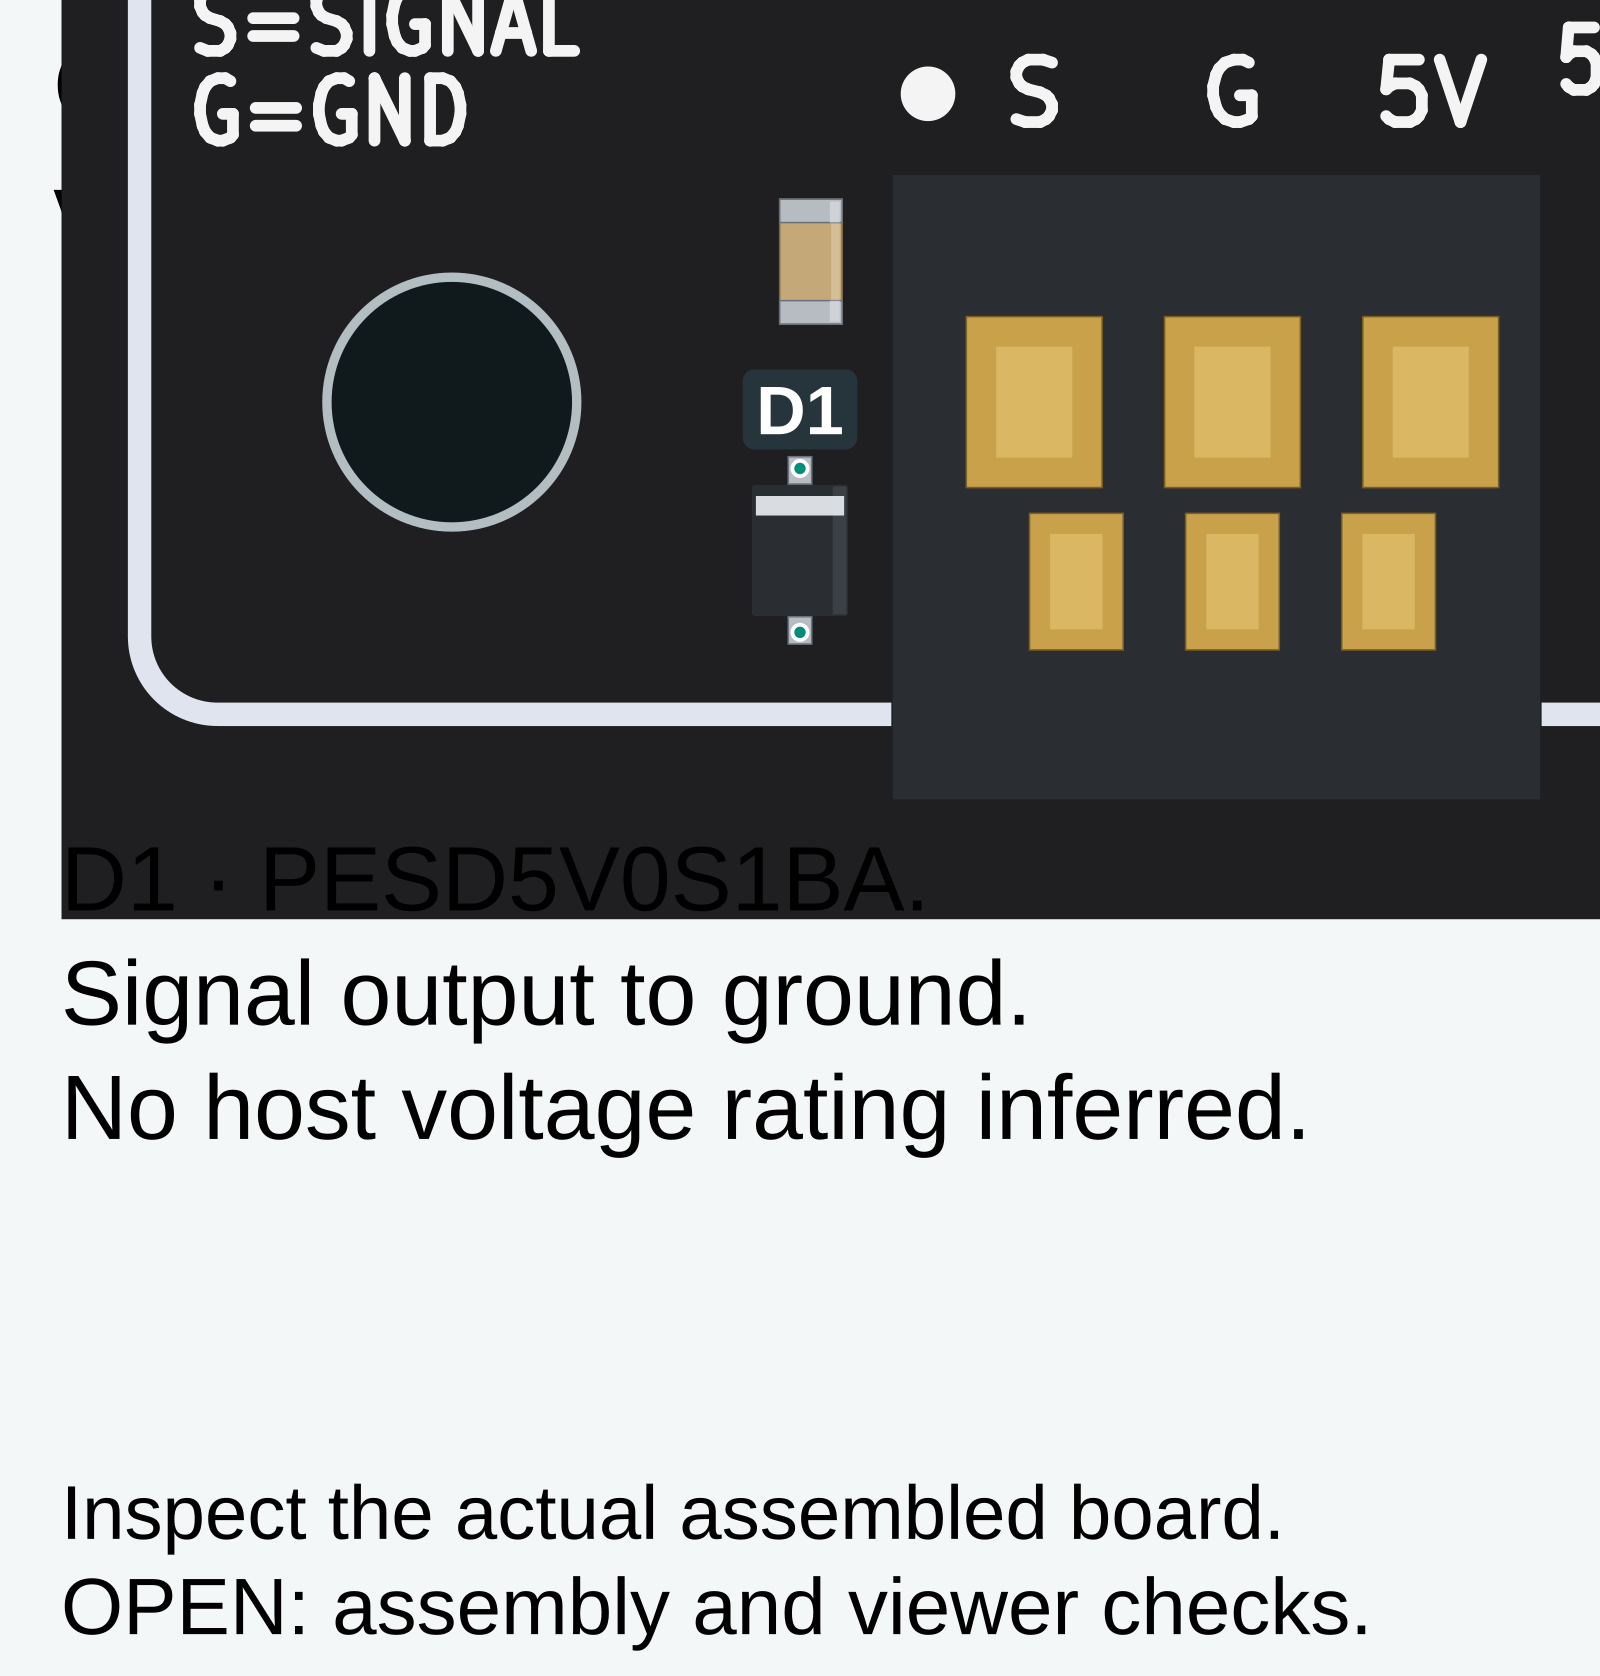 S=SIGNAL
G=GND
S G 5V 5
D1
D1 · PESD5V0S1BA.
Signal output to ground.
No host voltage rating inferred.
Inspect the actual assembled board.
OPEN: assembly and viewer checks.